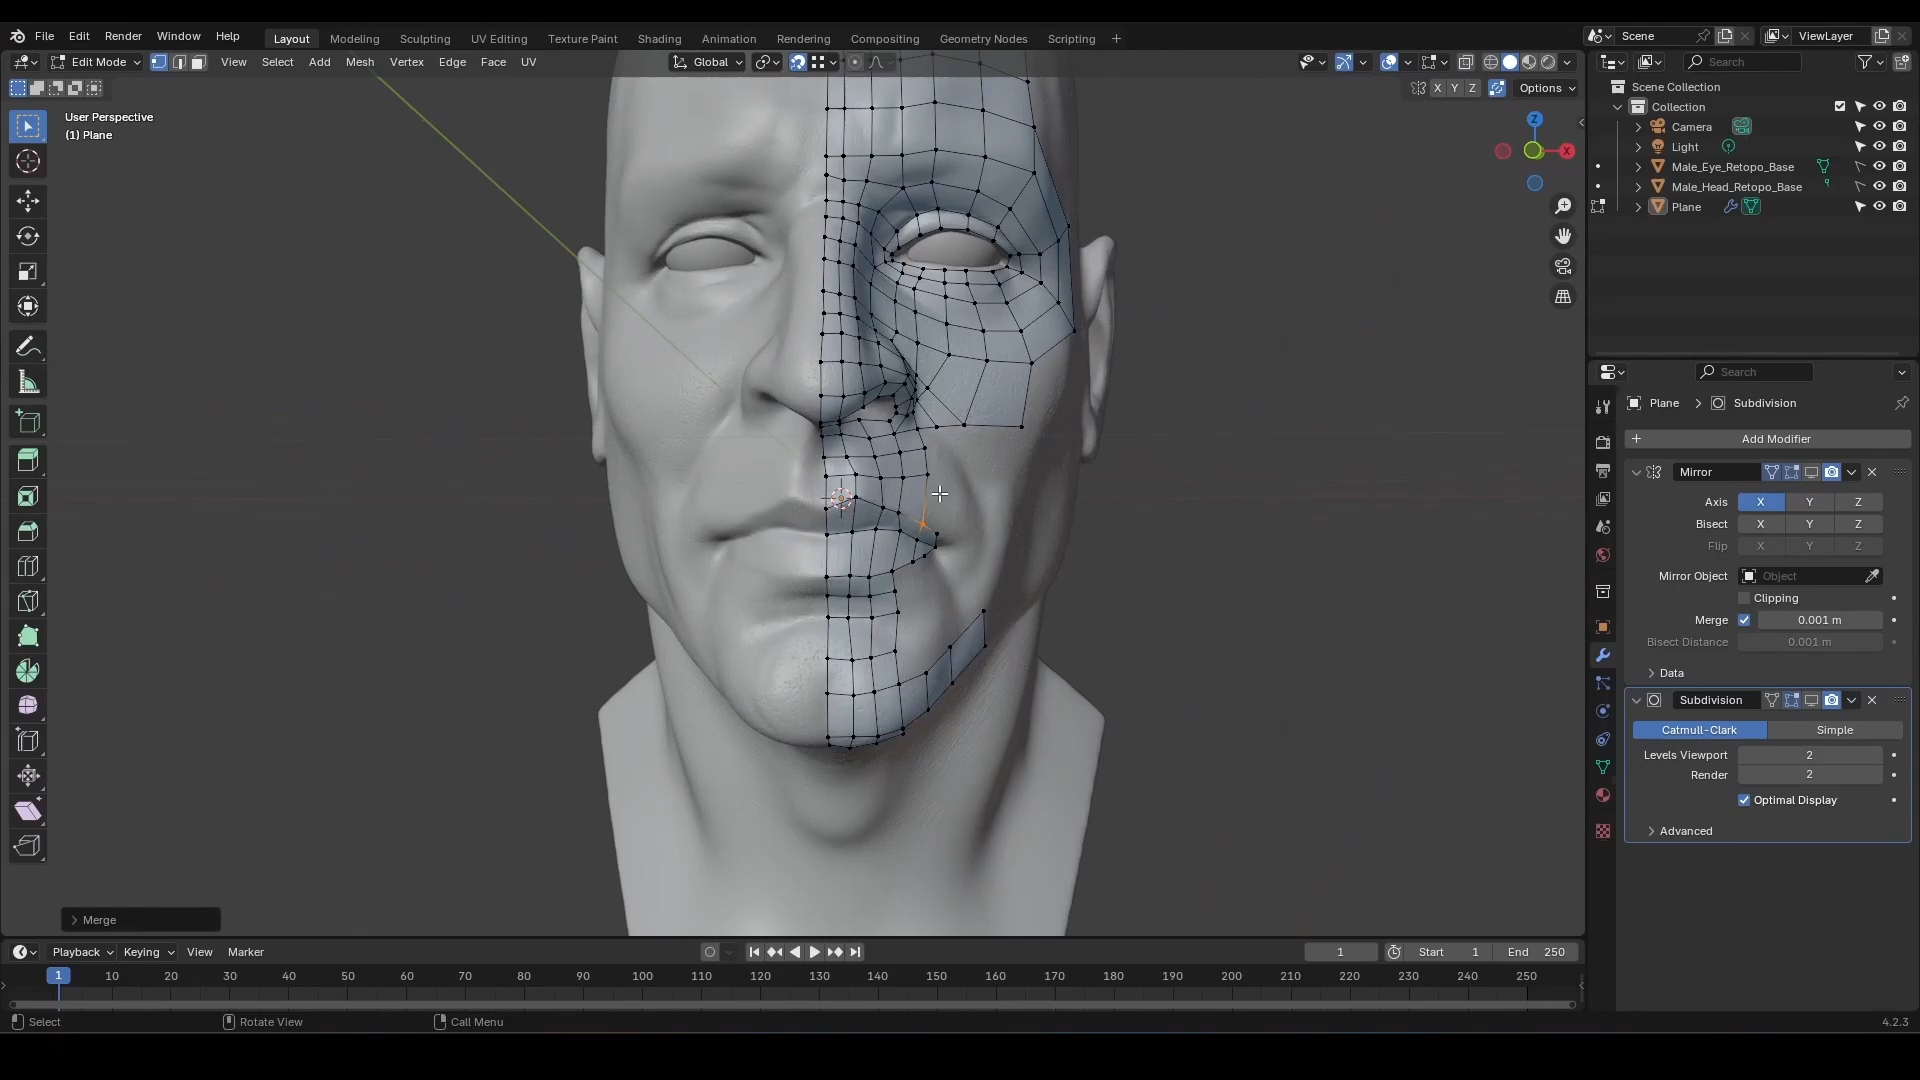 File Edit Render Window Help Layout Modeling Sculpting UV Editing Texture Paint Shading Animation Rendering Compositing Geometry Nodes Scripting + Scene ViewLayer
Edit Mode View Select Add Mesh Vertex Edge Face UV Global Search
X Y Z Options
Scene Collection
User Perspective
(1) Plane
Collection
Camera
Light
Male_Eye_Retopo_Base
Male_Head_Retopo_Base
Plane
Z
X
Search
Plane > Subdivision
+ Add Modifier
Mirror
Axis X Y Z
Bisect X Y Z
Flip X Y Z
Mirror Object Object
Clipping
Merge 0.001 m
Bisect Distance 0.001 m
Data
Subdivision
Catmull-Clark Simple
Levels Viewport 2
Render 2
Optimal Display
Advanced
Merge
Playback Keying View Marker 1 Start 1 End 250
1 10 20 30 40 50 60 70 80 90 100 110 120 130 140 150 160 170 180 190 200 210 220 230 240 250
Select Rotate View Call Menu 4.2.3